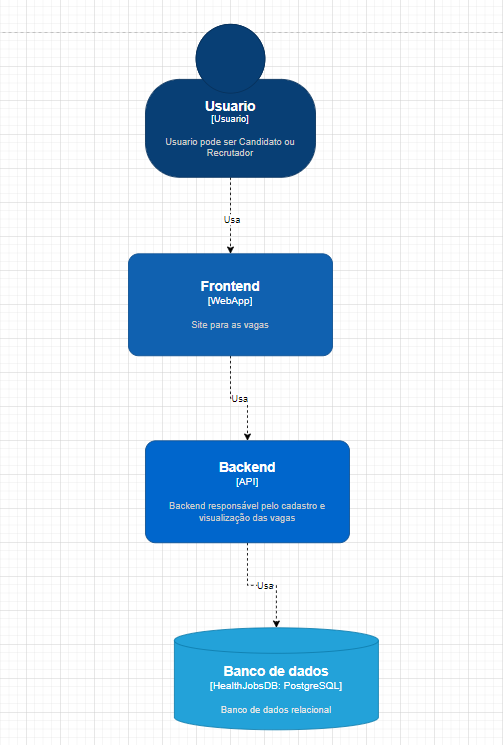 Usuario
[Usuario]
Usuario pode ser Candidato ou
Recrutador
Usa
Frontend
[WebApp]
Site para as vagas
Usa
Backend
[API]
Backend responsável pelo cadastro e
visualização das vagas
Usa
Banco de dados
[HealthJobsDB: PostgreSQL]
Banco de dados relacional